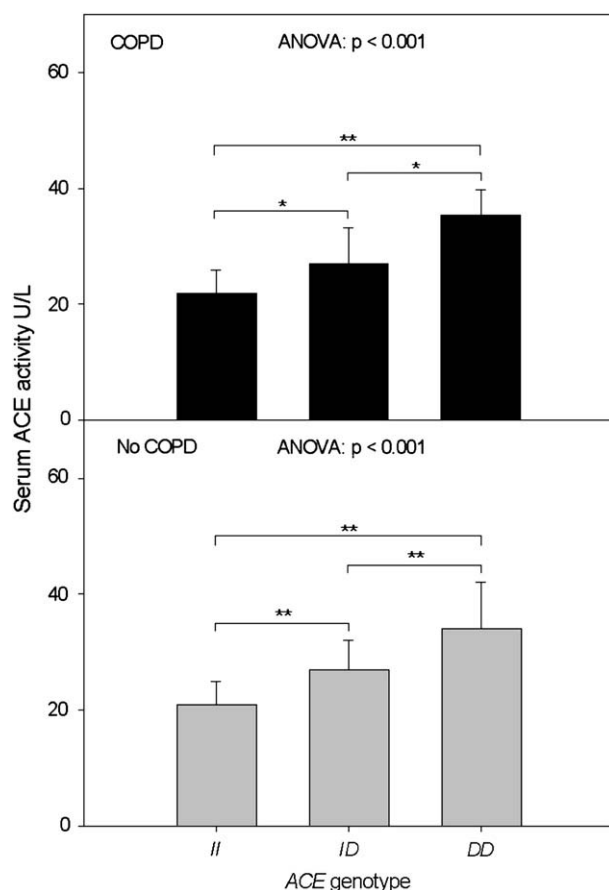 COPD ANOVA: p < 0.001
60
**
*
40
*
20
0
Serum ACE activity U/L
No COPD ANOVA: p < 0.001
60
**
**
40
**
20
0
II ID DD
ACE genotype